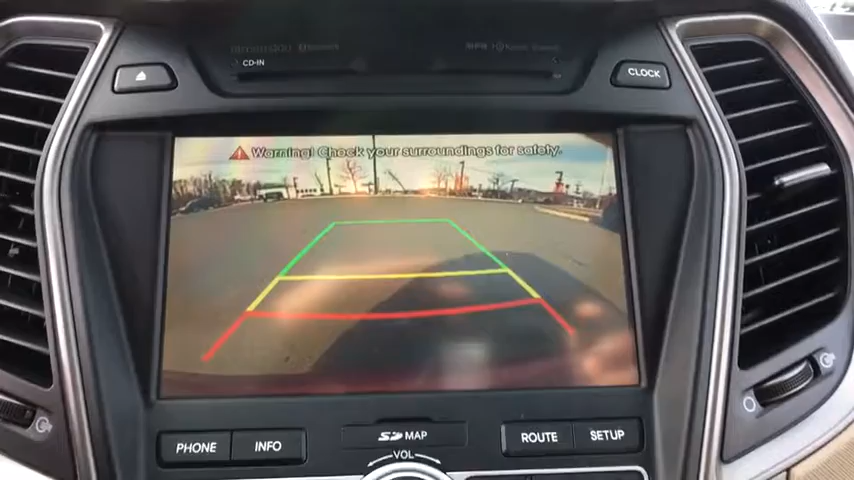 CD-IN
CLOCK
Warning! Check your surroundings for safety.
PHONE
INFO
SD MAP
ROUTE
SETUP
VOL